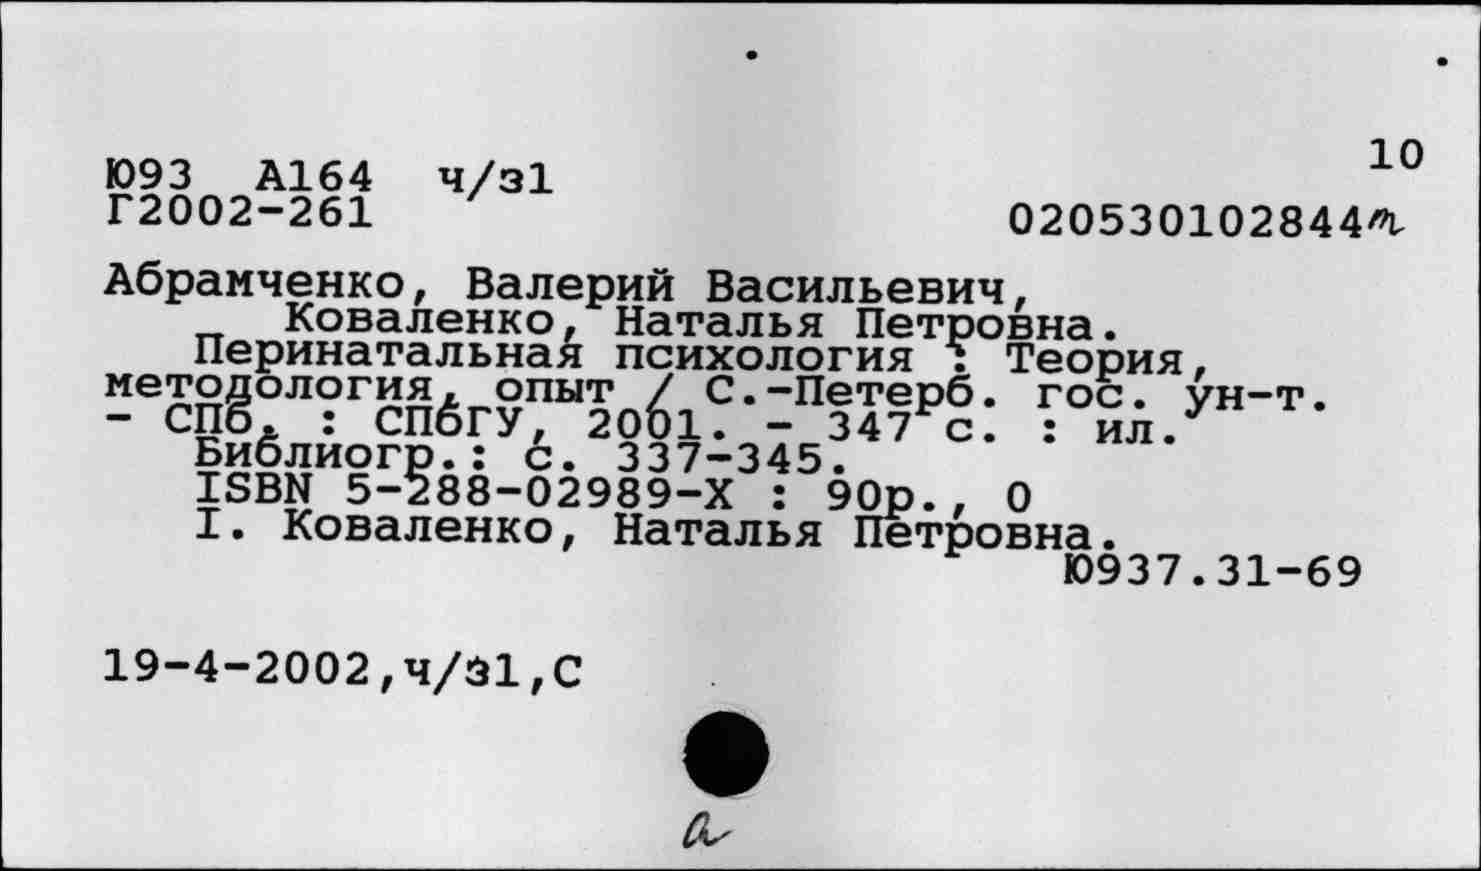 10
Ю93 А164 ч/з1
Г2002-261
020530102844
Абрамченко, Валерий Васильевич,
Коваленко, Наталья Петровна.
Перинатальная психология : Теория,
методология, опыт / С.-Петерб. гос. ун-т.
- СПб. : СПбГУ, 2001. - 347 с. : ил.
Библиогр.: с. 337-345.
ISBN 5-288-02989-X : 90р., 0
I. Коваленко, Наталья Петровна.
Ю937.31-69
19-4-2002,ч/з1,С
а